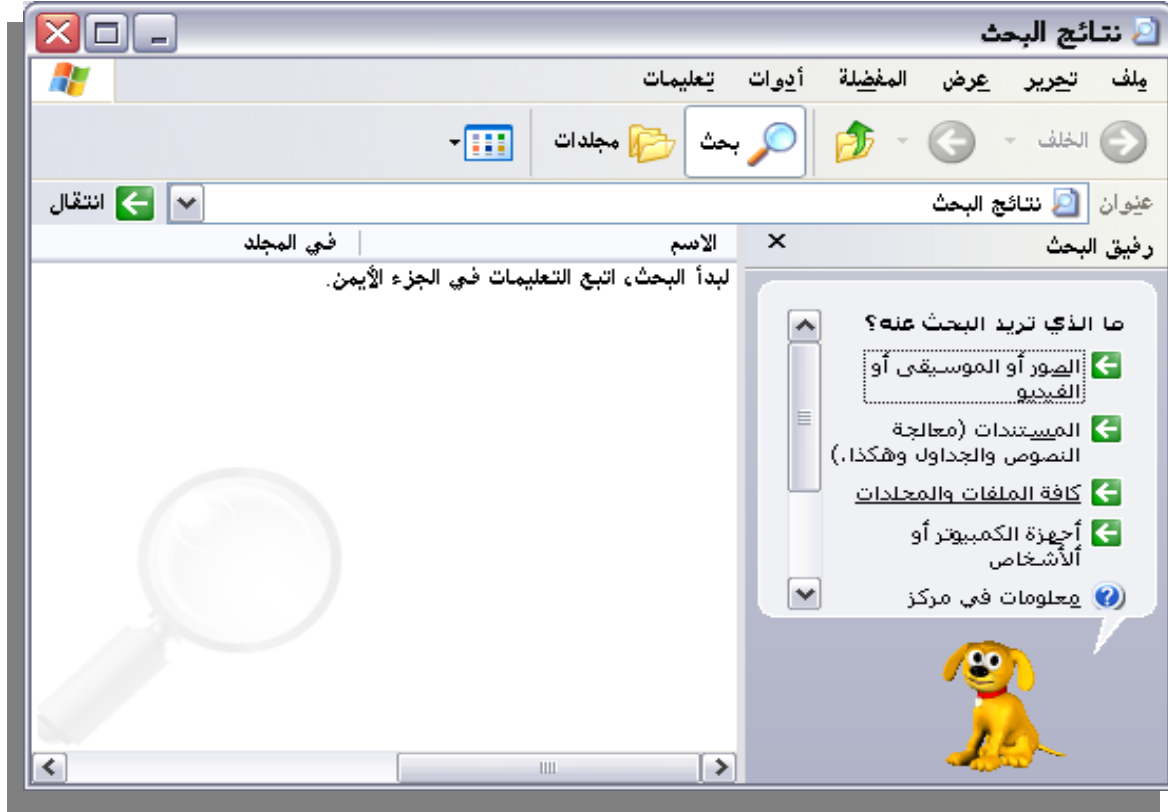 نتائج البحث
ملف تحرير عرض المفضلة أدوات تعليمات
الخلف بحث مجلدات
عنوان نتائج البحث انتقال
رفيق البحث
ما الذي تريد البحث عنه؟
الصور أو الموسيقى أو
الفيديو
المستندات (معالجة
النصوص والجداول وهكذا.)
كافة الملفات والمجلدات
أجهزة الكمبيوتر أو
ألأشخاص
معلومات في مركز
الاسم في المجلد
لبدأ البحث، اتبع التعليمات في الجزء الأيمن.